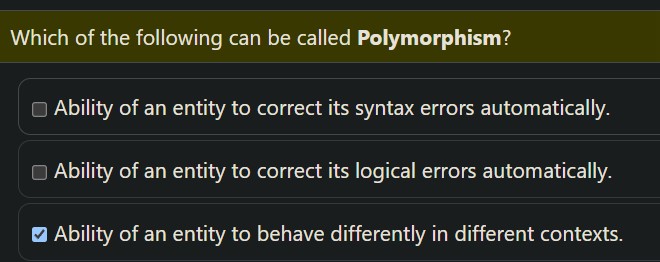 Which of the following can be called Polymorphism?
Ability of an entity to correct its syntax errors automatically.
Ability of an entity to correct its logical errors automatically.
Ability of an entity to behave differently in different contexts.